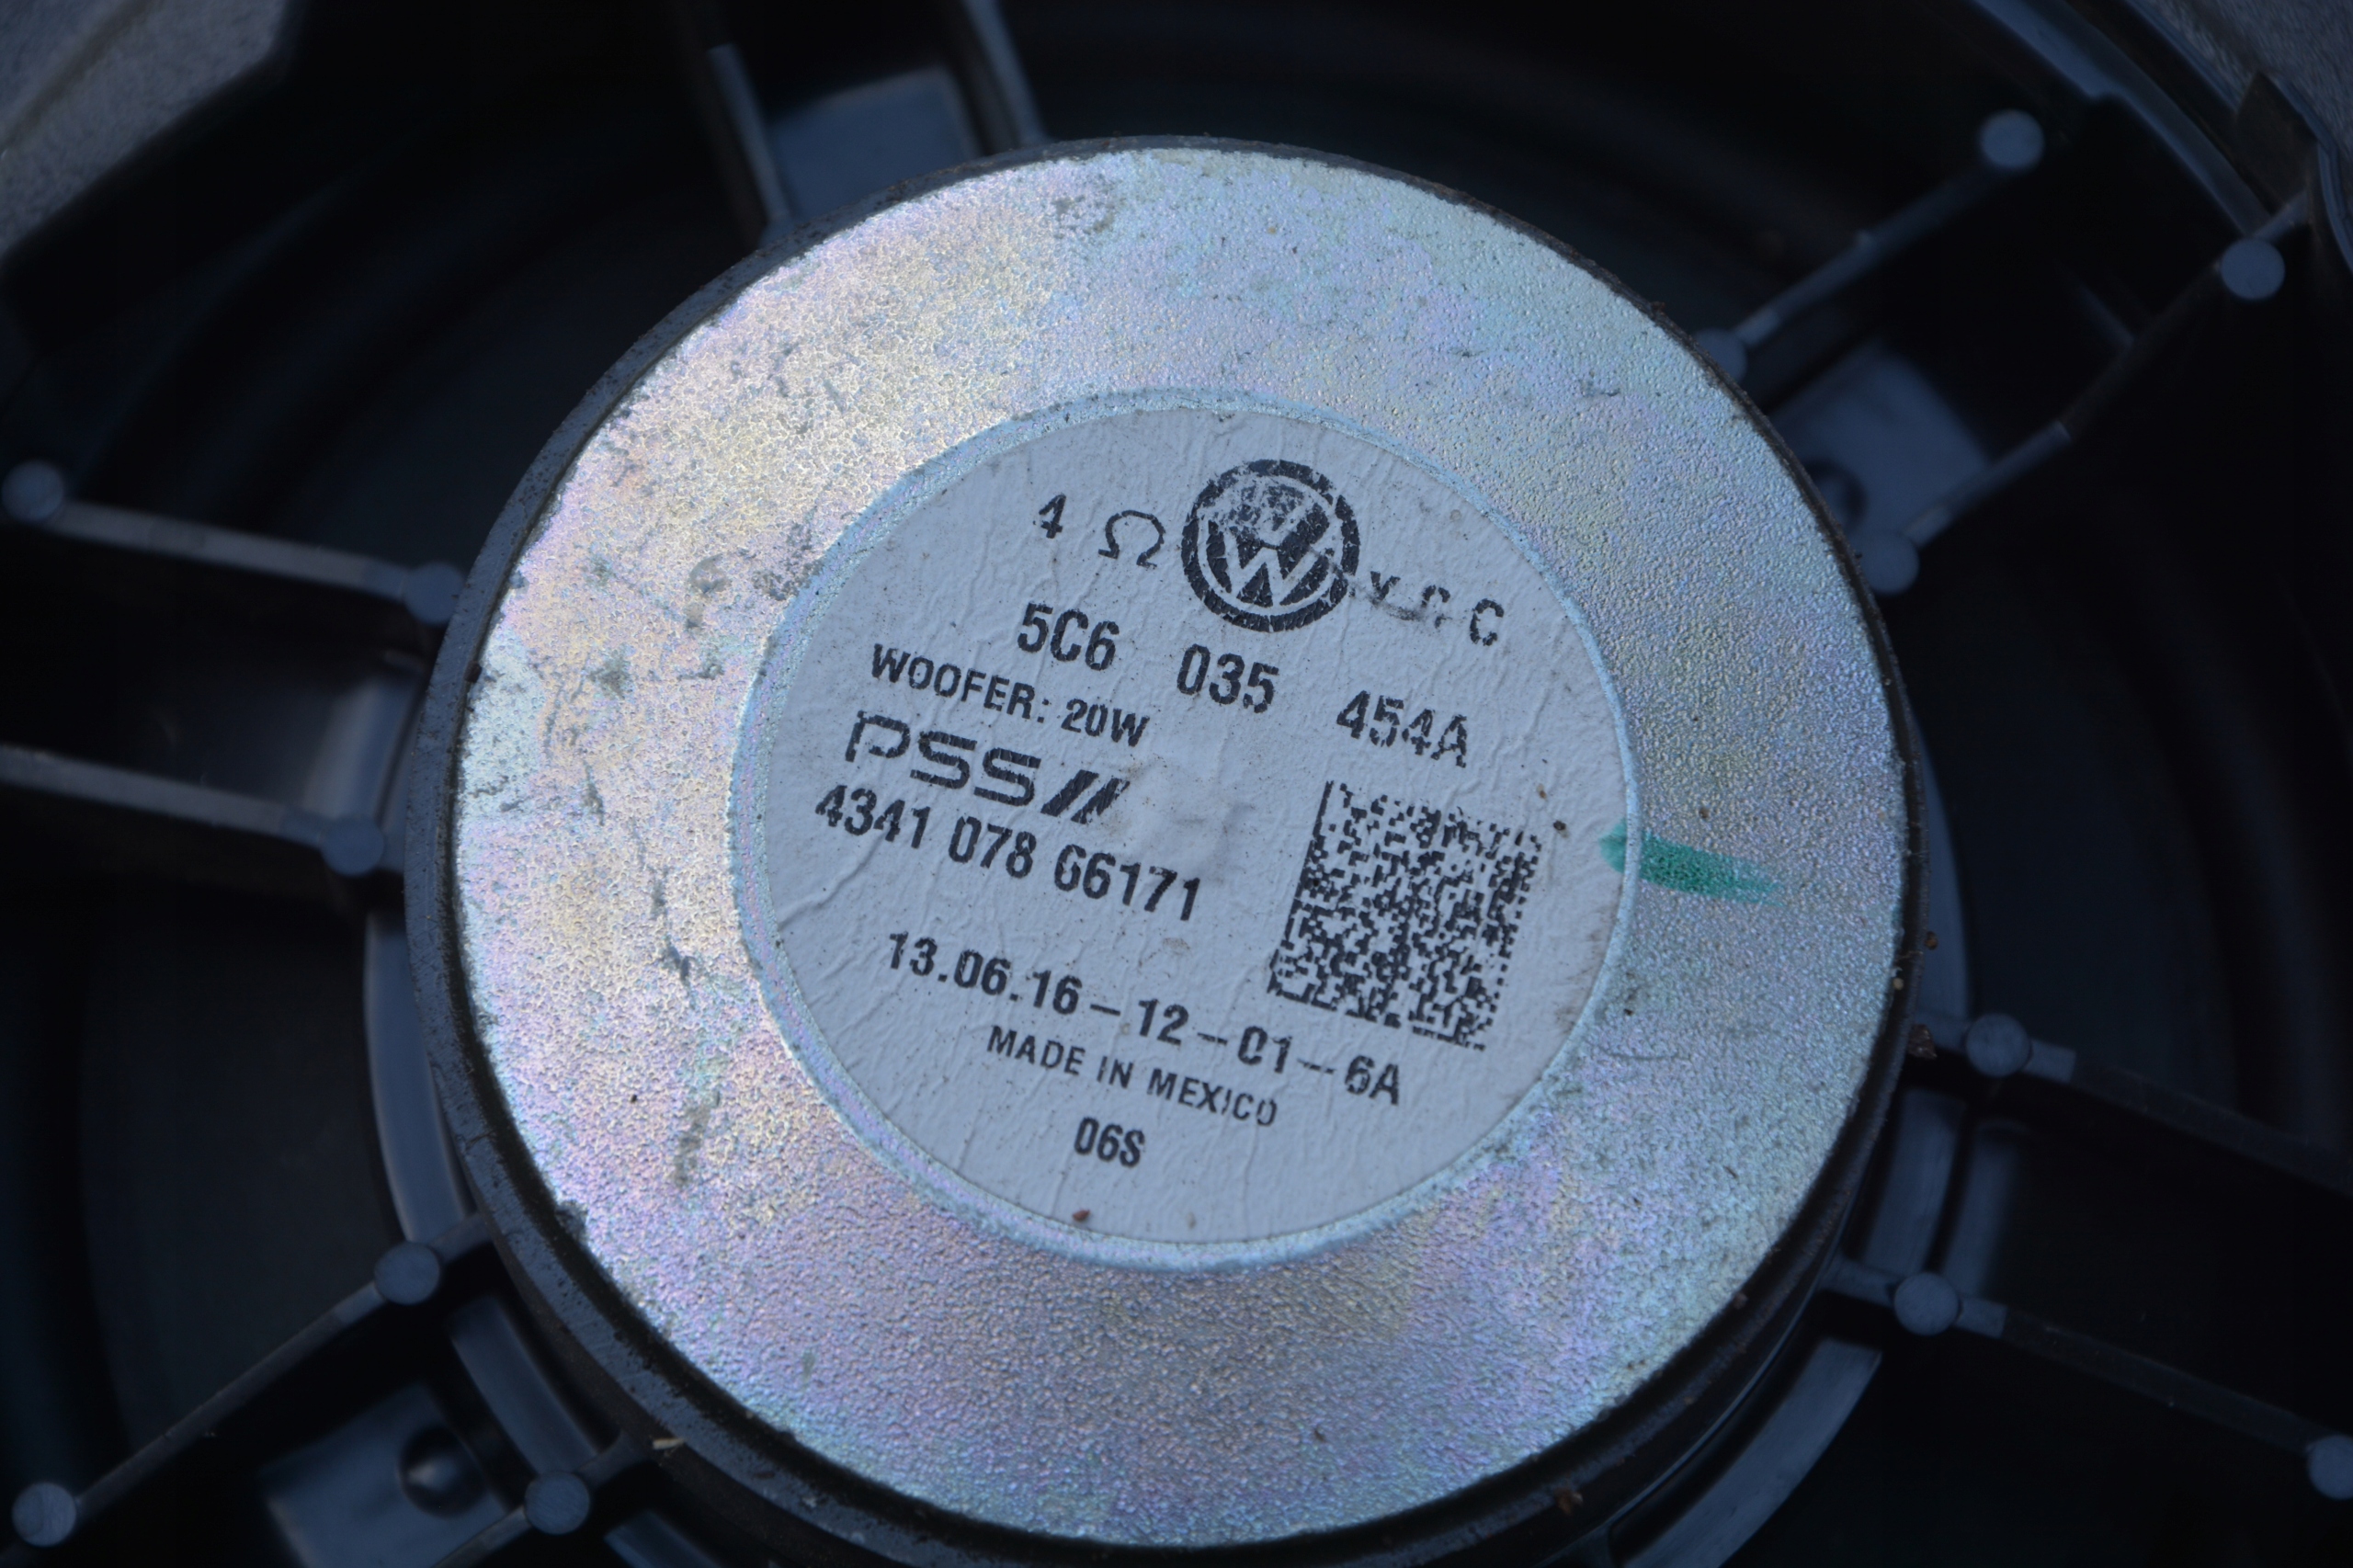 4 Ω
5C6 035 454A
WOOFER: 20W
PSS//
4341 078 66171
13.06.16-12-01-6A
MADE IN MEXICO
06S